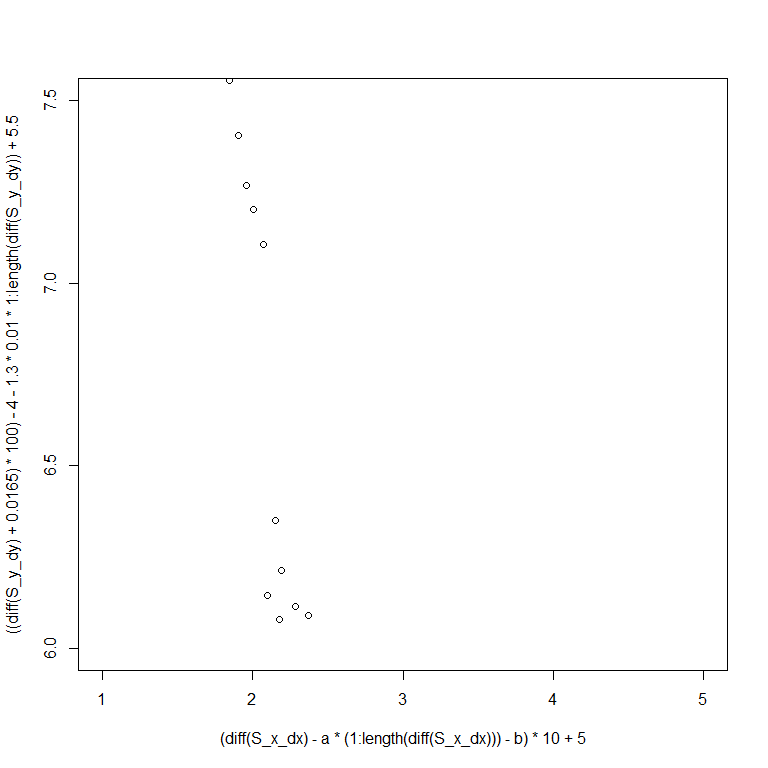 ((diff(S_y_dy) + 0.0165) * 100) - 4 - 1.3 * 0.01 * 1:length(diff(S_y_dy)) + 5.5
7.5
7.0
6.5
6.0
1 2 3 4 5
(diff(S_x_dx) - a * (1:length(diff(S_x_dx))) - b) * 10 + 5